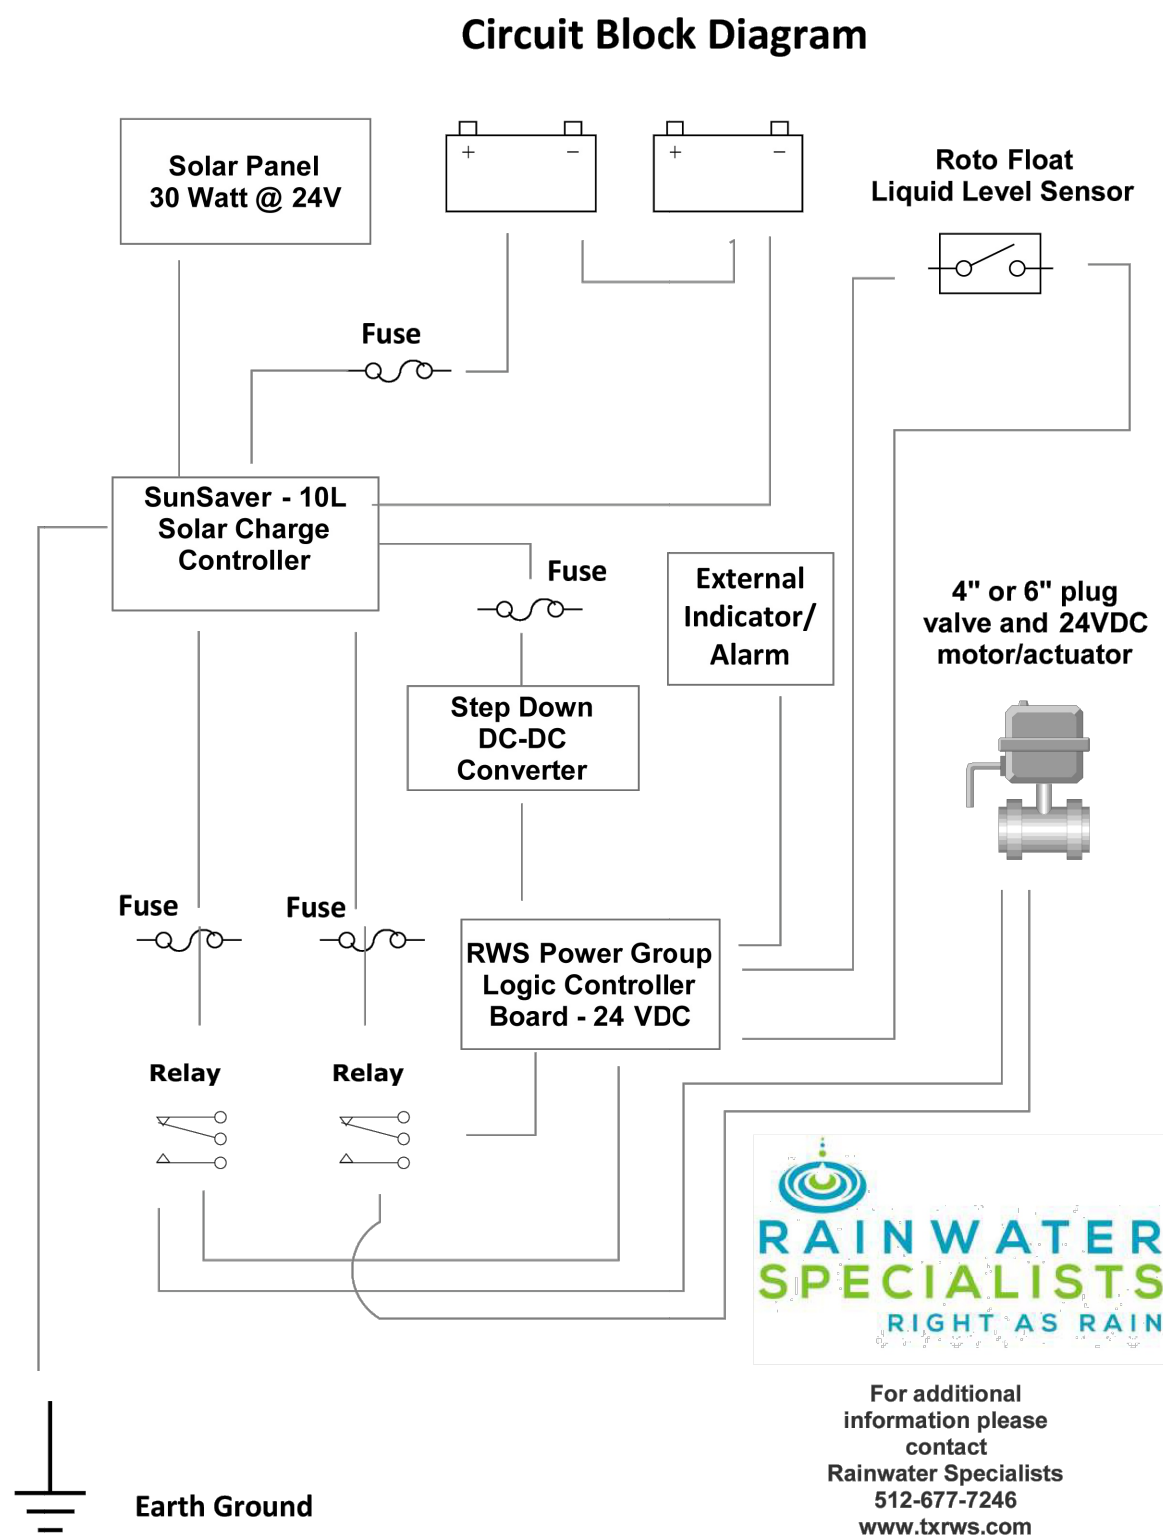 Circuit Block Diagram
Solar Panel
30 Watt @ 24V
+ −
+ −
Roto Float
Liquid Level Sensor
Fuse
SunSaver - 10L
Solar Charge
Controller
Fuse
External
Indicator/
Alarm
4" or 6" plug
valve and 24VDC
motor/actuator
Step Down
DC-DC
Converter
Fuse
Fuse
RWS Power Group
Logic Controller
Board - 24 VDC
Relay
Relay
RAINWATER
SPECIALISTS
RIGHT AS RAIN
For additional
information please
contact
Rainwater Specialists
512-677-7246
www.txrws.com
Earth Ground